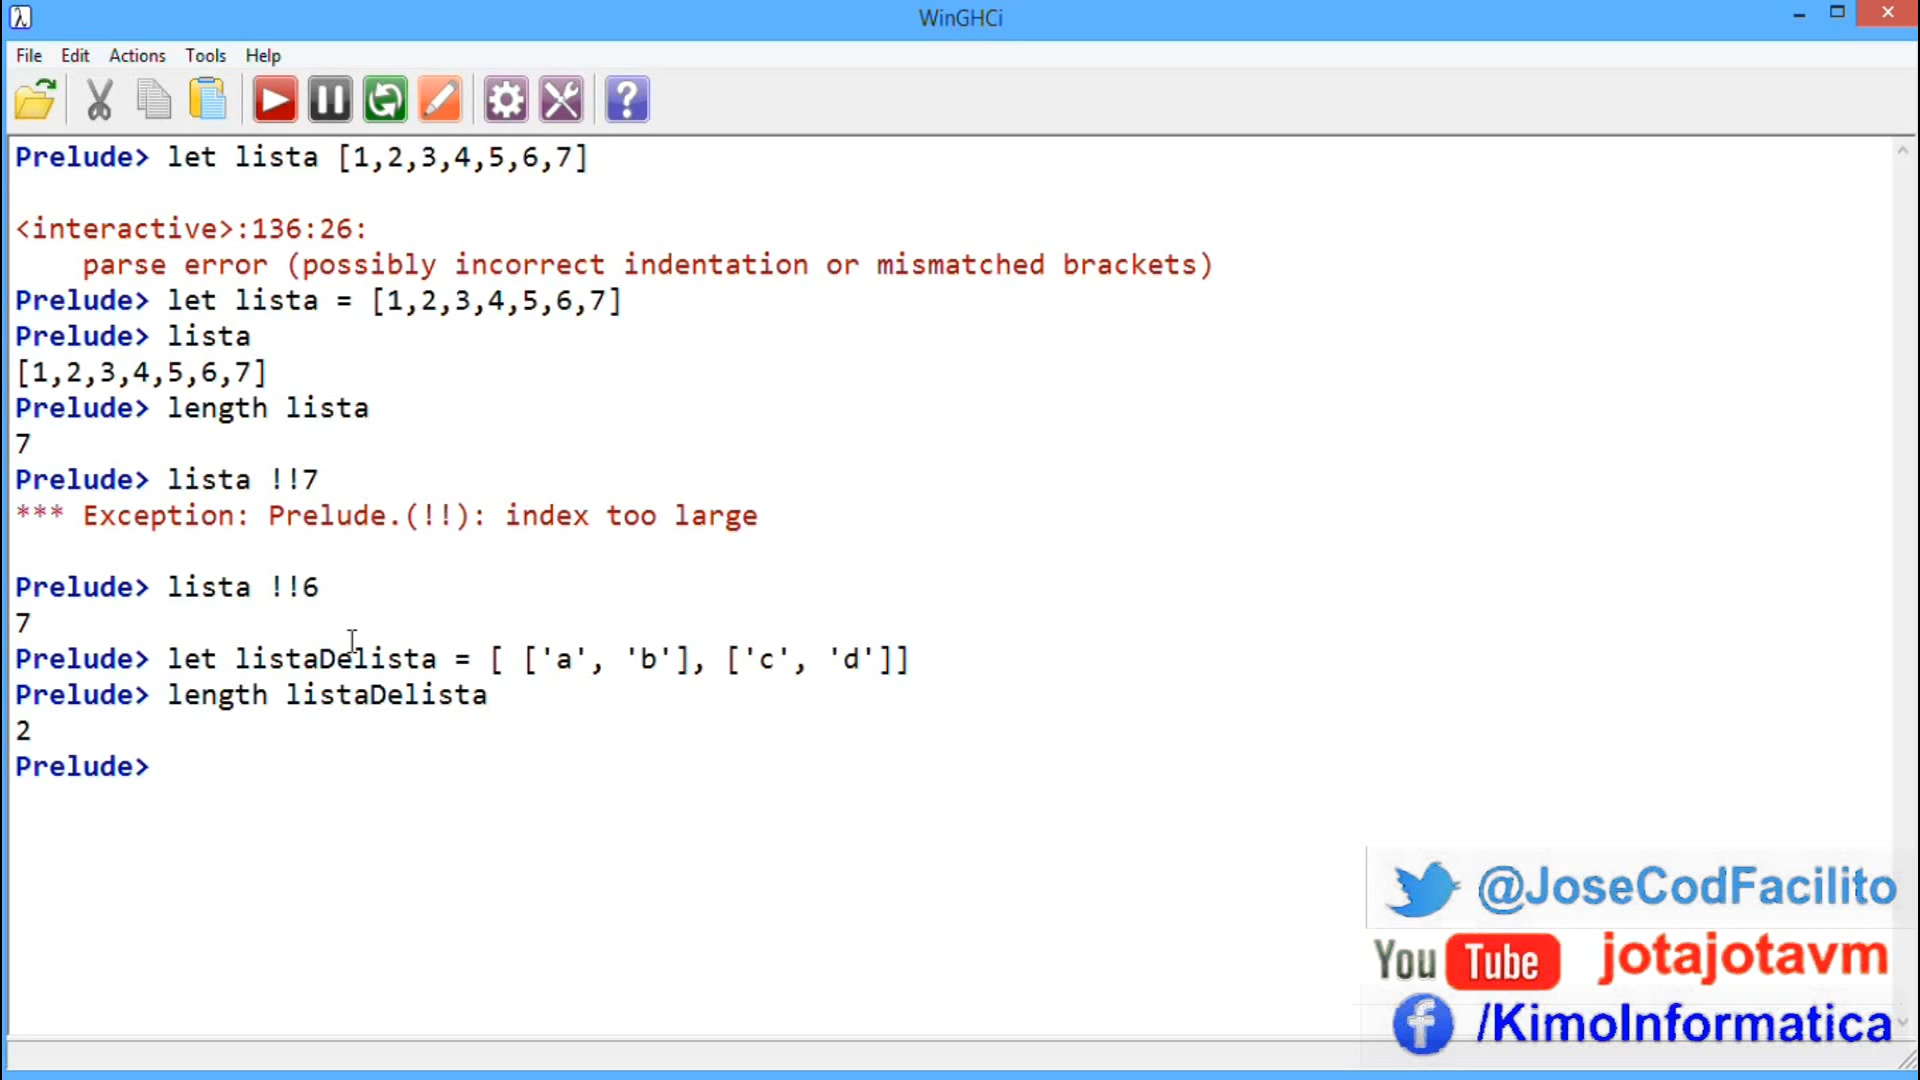 WinGHCi
File Edit Actions Tools Help
Prelude> let lista [1,2,3,4,5,6,7]
<interactive>:136:26:
    parse error (possibly incorrect indentation or mismatched brackets)
Prelude> let lista = [1,2,3,4,5,6,7]
Prelude> lista
[1,2,3,4,5,6,7]
Prelude> length lista
7
Prelude> lista !!7
*** Exception: Prelude.(!!): index too large
Prelude> lista !!6
7
Prelude> let listaDelista = [ ['a', 'b'], ['c', 'd']]
Prelude> length listaDelista
2
Prelude>
@JoseCodFacilito
YouTube jotajotavm
/KimoInformatica